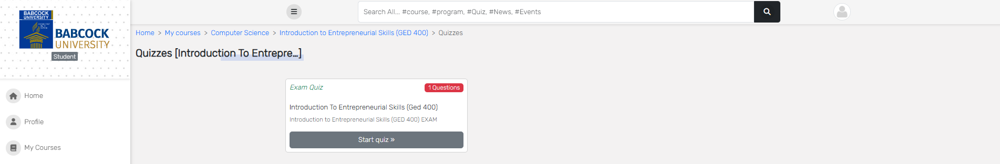 BABCOCK
UNIVERSITY
BABCOCK
UNIVERSITY
Student
Home
Profile
My Courses
Search All... #course, #program, #Quiz, #News, #Events
Home > My courses > Computer Science > Introduction to Entrepreneurial Skills (GED 400) > Quizzes
Quizzes [Introduction To Entrepre...]
Exam Quiz
1 Questions
Introduction To Entrepreneurial Skills (Ged 400)
Introduction to Entrepreneurial Skills (GED 400) EXAM
Start quiz »